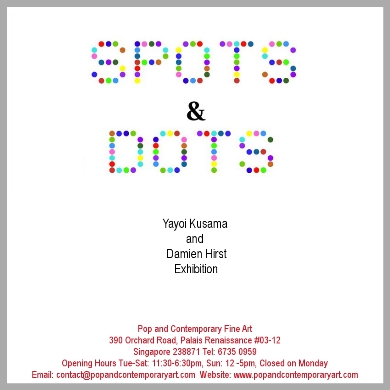 SPOTS
&
DOTS
Yayoi Kusama
and
Damien Hirst
Exhibition
Pop and Contemporary Fine Art
390 Orchard Road, Palais Renaissance #03-12
Singapore 238871 Tel: 6735 0959
Opening Hours Tue-Sat: 11:30-6:30pm, Sun: 12 -5pm, Closed on Monday
Email: contact@popandcontemporaryart.com Website: www.popandcontemporaryart.com